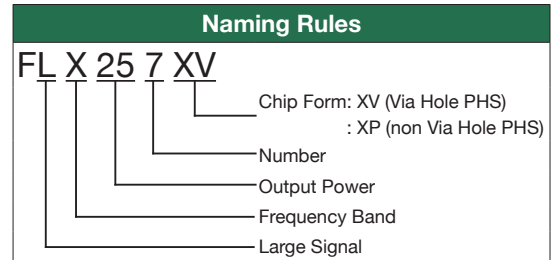 Naming Rules
FL X 25 7 XV
Chip Form: XV (Via Hole PHS)
: XP (non Via Hole PHS)
Number
Output Power
Frequency Band
Large Signal